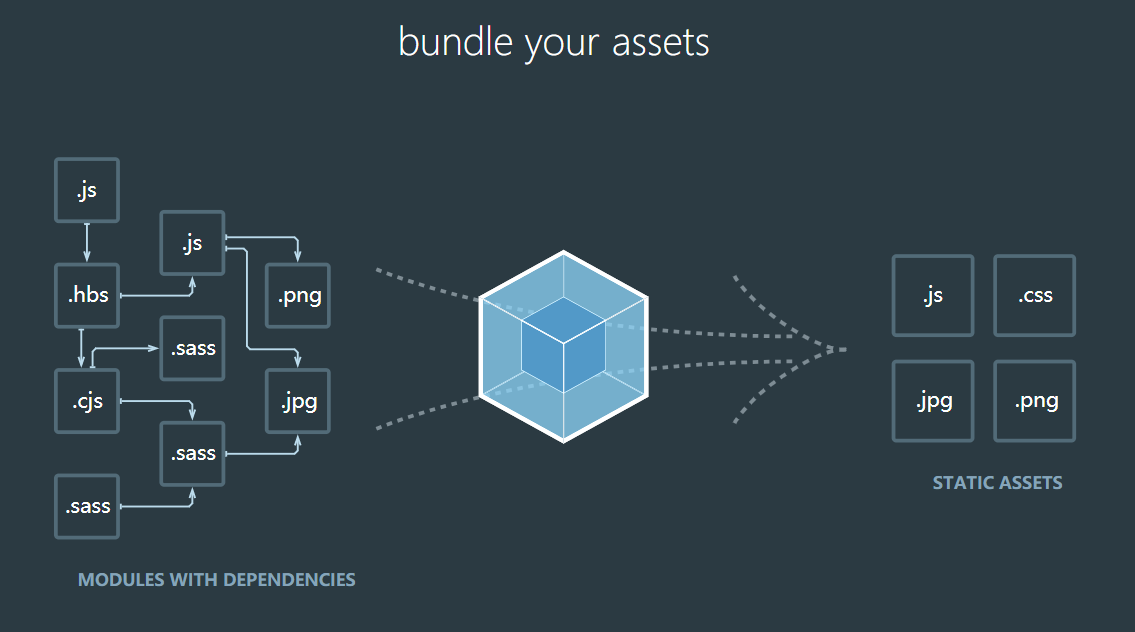 bundle your assets
.js
.js
.hbs
.png
.sass
.cjs
.jpg
.sass
.sass
MODULES WITH DEPENDENCIES
.js
.css
.jpg
.png
STATIC ASSETS